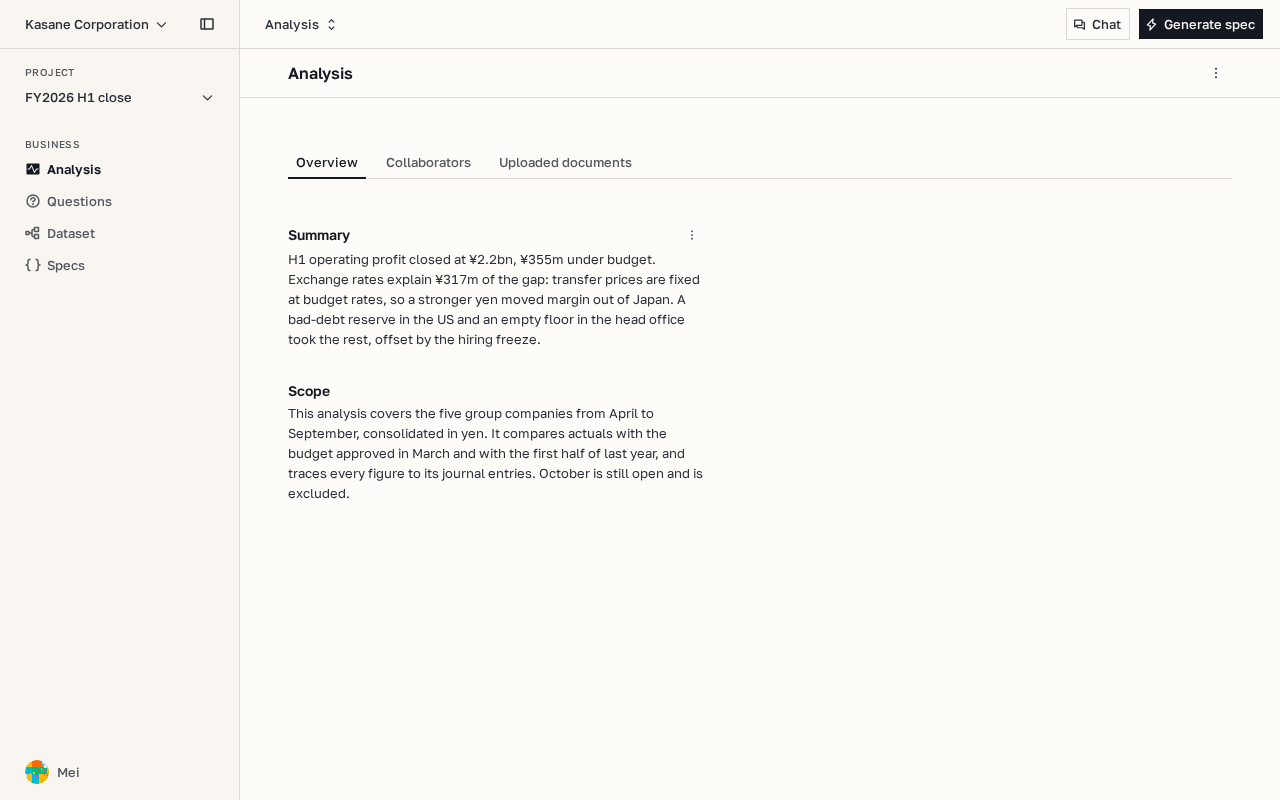 Kasane Corporation
PROJECT
FY2026 H1 close
BUSINESS
Analysis
Questions
Dataset
Specs
Mei
Analysis
Chat
Generate spec
Analysis
Overview
Collaborators
Uploaded documents
Summary
H1 operating profit closed at ¥2.2bn, ¥355m under budget.
Exchange rates explain ¥317m of the gap: transfer prices are fixed
at budget rates, so a stronger yen moved margin out of Japan. A
bad-debt reserve in the US and an empty floor in the head office
took the rest, offset by the hiring freeze.
Scope
This analysis covers the five group companies from April to
September, consolidated in yen. It compares actuals with the
budget approved in March and with the first half of last year, and
traces every figure to its journal entries. October is still open and is
excluded.